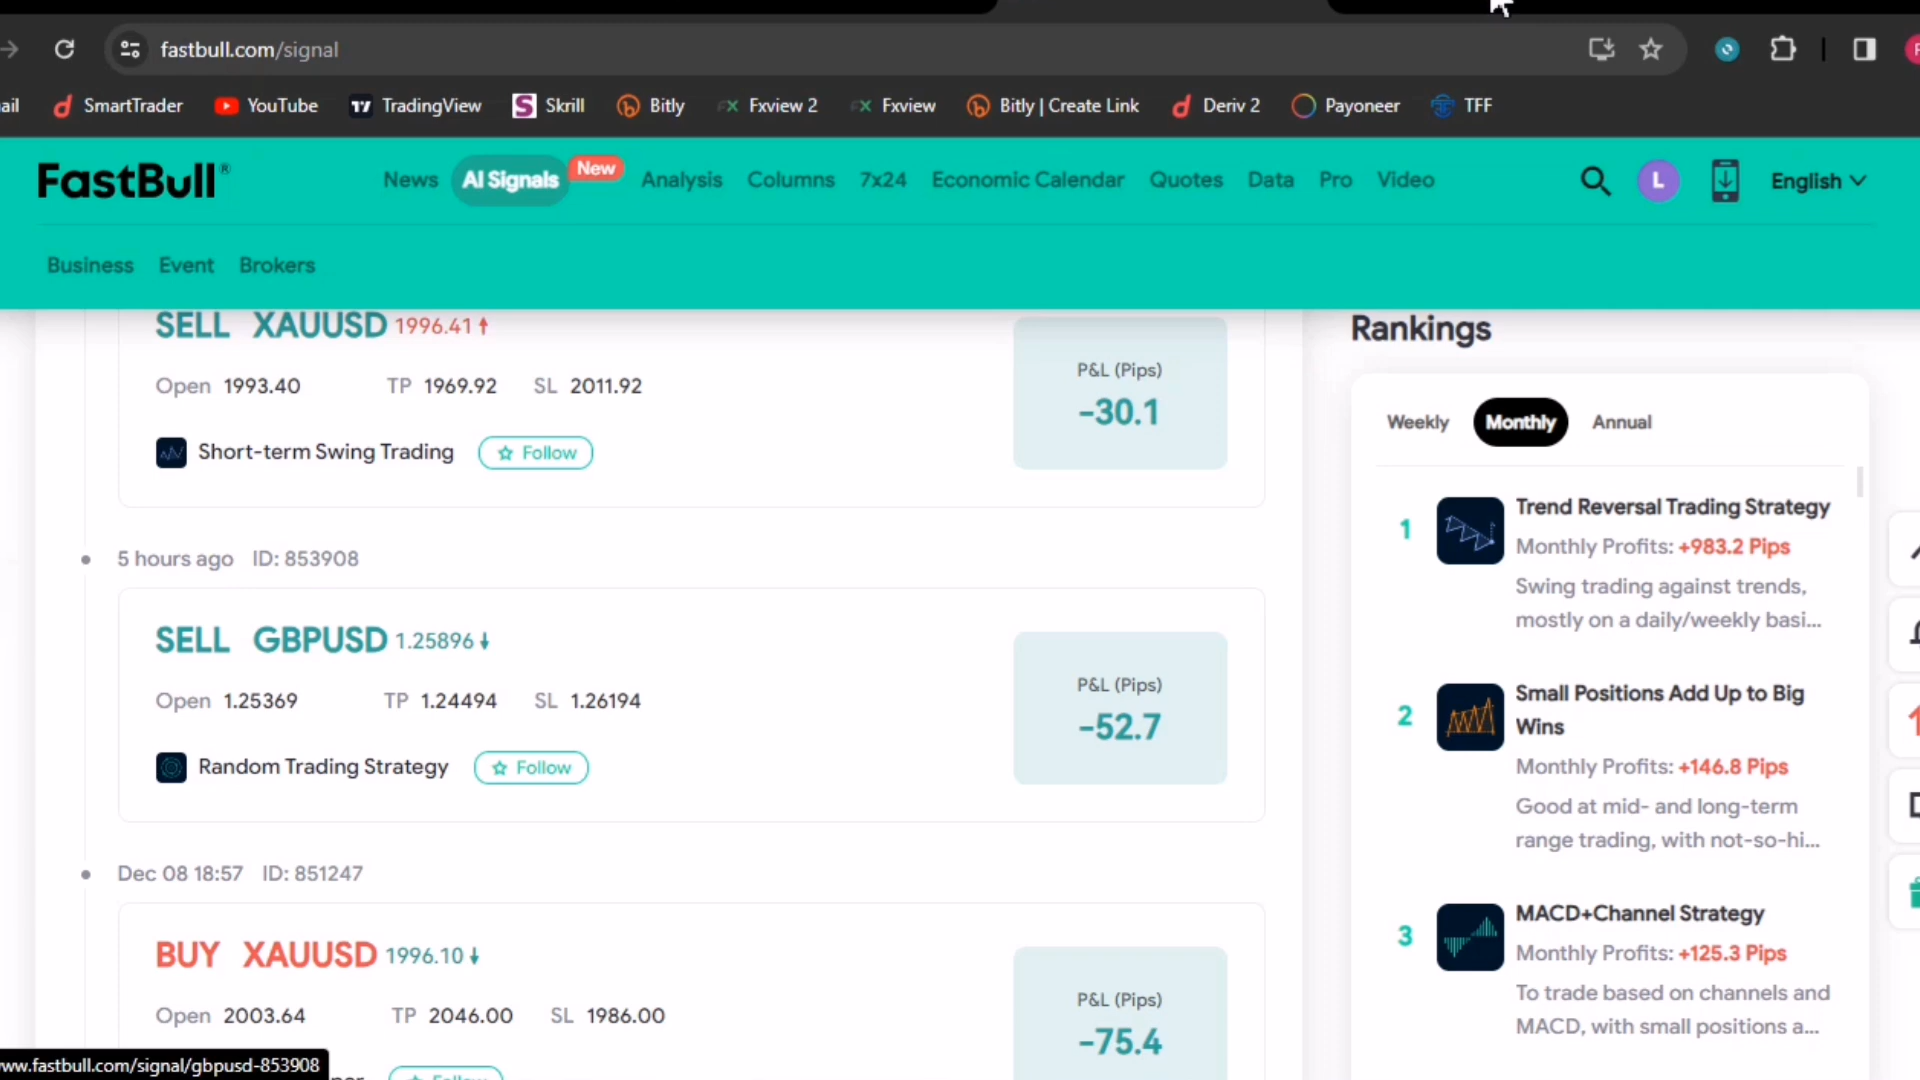 fastbull.com/signal
ail SmartTrader YouTube TradingView Skrill Bitly Fxview 2 Fxview Bitly | Create Link Deriv 2 Payoneer TFF
FastBull® News AI Signals New Analysis Columns 7x24 Economic Calendar Quotes Data Pro Video L English
Business Event Brokers
SELL XAUUSD 1996.41
Open 1993.40 TP 1969.92 SL 2011.92
P&L (Pips)
-30.1
Short-term Swing Trading Follow
5 hours ago ID: 853908
SELL GBPUSD 1.25896
Open 1.25369 TP 1.24494 SL 1.26194
P&L (Pips)
-52.7
Random Trading Strategy Follow
Dec 08 18:57 ID: 851247
BUY XAUUSD 1996.10
Open 2003.64 TP 2046.00 SL 1986.00
P&L (Pips)
-75.4
Follow
ww.fastbull.com/signal/gbpusd-853908
Rankings
Weekly Monthly Annual
1
Trend Reversal Trading Strategy
Monthly Profits: +983.2 Pips
Swing trading against trends,
mostly on a daily/weekly basi...
2
Small Positions Add Up to Big
Wins
Monthly Profits: +146.8 Pips
Good at mid- and long-term
range trading, with not-so-hi...
3
MACD+Channel Strategy
Monthly Profits: +125.3 Pips
To trade based on channels and
MACD, with small positions a...